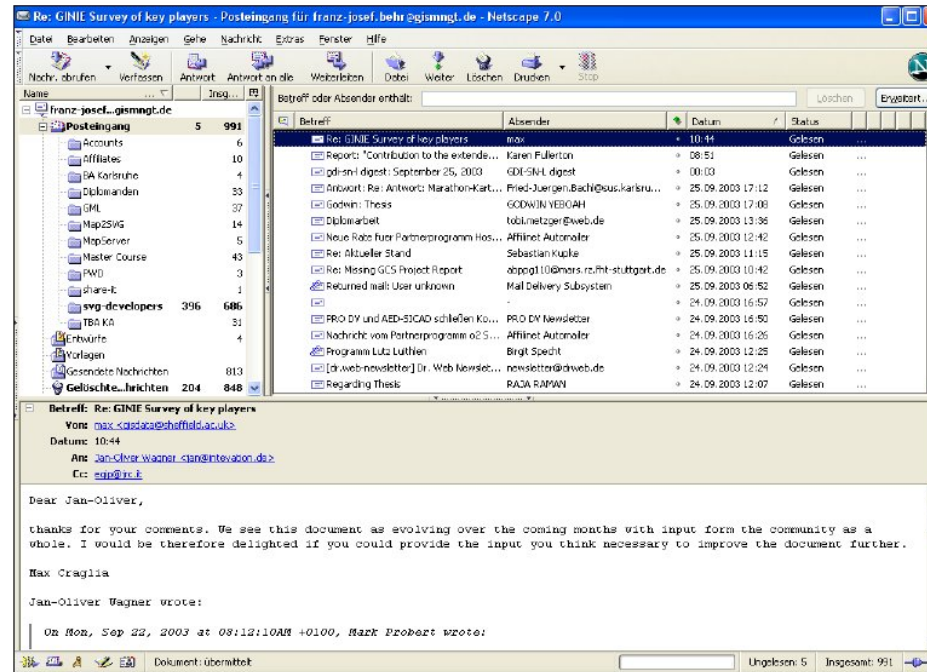 Re: GINIE Survey of key players - Posteingang für franz-josef.behr@gismngt.de - Netscape 7.0
Datei Bearbeiten Anzeigen Gehe Nachricht Extras Fenster Hilfe
Nachr. abrufen Verfassen Antwort Antwort an alle Weiterleiten Datei Weiter Löschen Drucken Stop
Name ... Insg...
Betreff oder Absender enthält: Löschen Erweitert...
franz-josef...gismngt.de
Posteingang 5 991
Accounts 6
Affiliates 10
BA Karlsruhe 4
Diplomanden 33
GML 37
Map2SVG 14
MapServer 5
Master Course 43
PWD 3
share-it 1
svg-developers 396 686
TBA KA 31
Entwürfe 4
Vorlagen
Gesendete Nachrichten 813
Gelöschte...hrichten 204 848
Betreff Absender Datum / Status
Re: GINIE Survey of key players max 10:44 Gelesen ...
Report: "Contribution to the extende... Karen Fullerton 08:51 Gelesen ...
gdi-sn-l digest: September 25, 2003 GDI-SN-L digest 00:03 Gelesen ...
Antwort: Re: Antwort: Marathon-Kart... Fried-Juergen.Bachl@sus.karlsru... 25.09.2003 17:12 Gelesen ...
Godwin: Thesis GODWIN YEBOAH 25.09.2003 17:08 Gelesen ...
Diplomarbeit tobi.metzger@web.de 25.09.2003 13:36 Gelesen ...
Neue Rate fuer Partnerprogramm Hos... Affilinet Automailer 25.09.2003 12:42 Gelesen ...
Re: Aktueller Stand Sebastian Kupke 25.09.2003 11:15 Gelesen ...
Re: Missing GCS Project Report abppg110@mars.rz.fht-stuttgart.de 25.09.2003 10:42 Gelesen ...
Returned mail: User unknown Mail Delivery Subsystem 25.09.2003 06:52 Gelesen ...
- 24.09.2003 16:57 Gelesen ...
PRO DV und AED-SICAD schließen Ko... PRO DV Newsletter 24.09.2003 16:50 Gelesen ...
Nachricht vom Partnerprogramm o2 S... Affilinet Automailer 24.09.2003 16:26 Gelesen ...
Programm Lutz Luithlen Birgit Specht 24.09.2003 12:25 Gelesen ...
[dr.web-newsletter] Dr. Web Newslet... newsletter@drweb.de 24.09.2003 12:24 Gelesen ...
Regarding Thesis RAJA RAMAN 24.09.2003 12:07 Gelesen ...
Betreff: Re: GINIE Survey of key players
Von: max <gisdata@sheffield.ac.uk>
Datum: 10:44
An: Jan-Oliver Wagner <jan@intevation.de>
Cc: egip@jrc.it
Dear Jan-Oliver,
thanks for your comments. We see this document as evolving over the coming months with input form the community as a
whole. I would be therefore delighted if you could provide the input you think necessary to improve the document further.
Max Craglia
Jan-Oliver Wagner wrote:
On Mon, Sep 22, 2003 at 08:12:10AM +0100, Mark Probert wrote:
Dokument: übermittelt
Ungelesen: 5 Insgesamt: 991